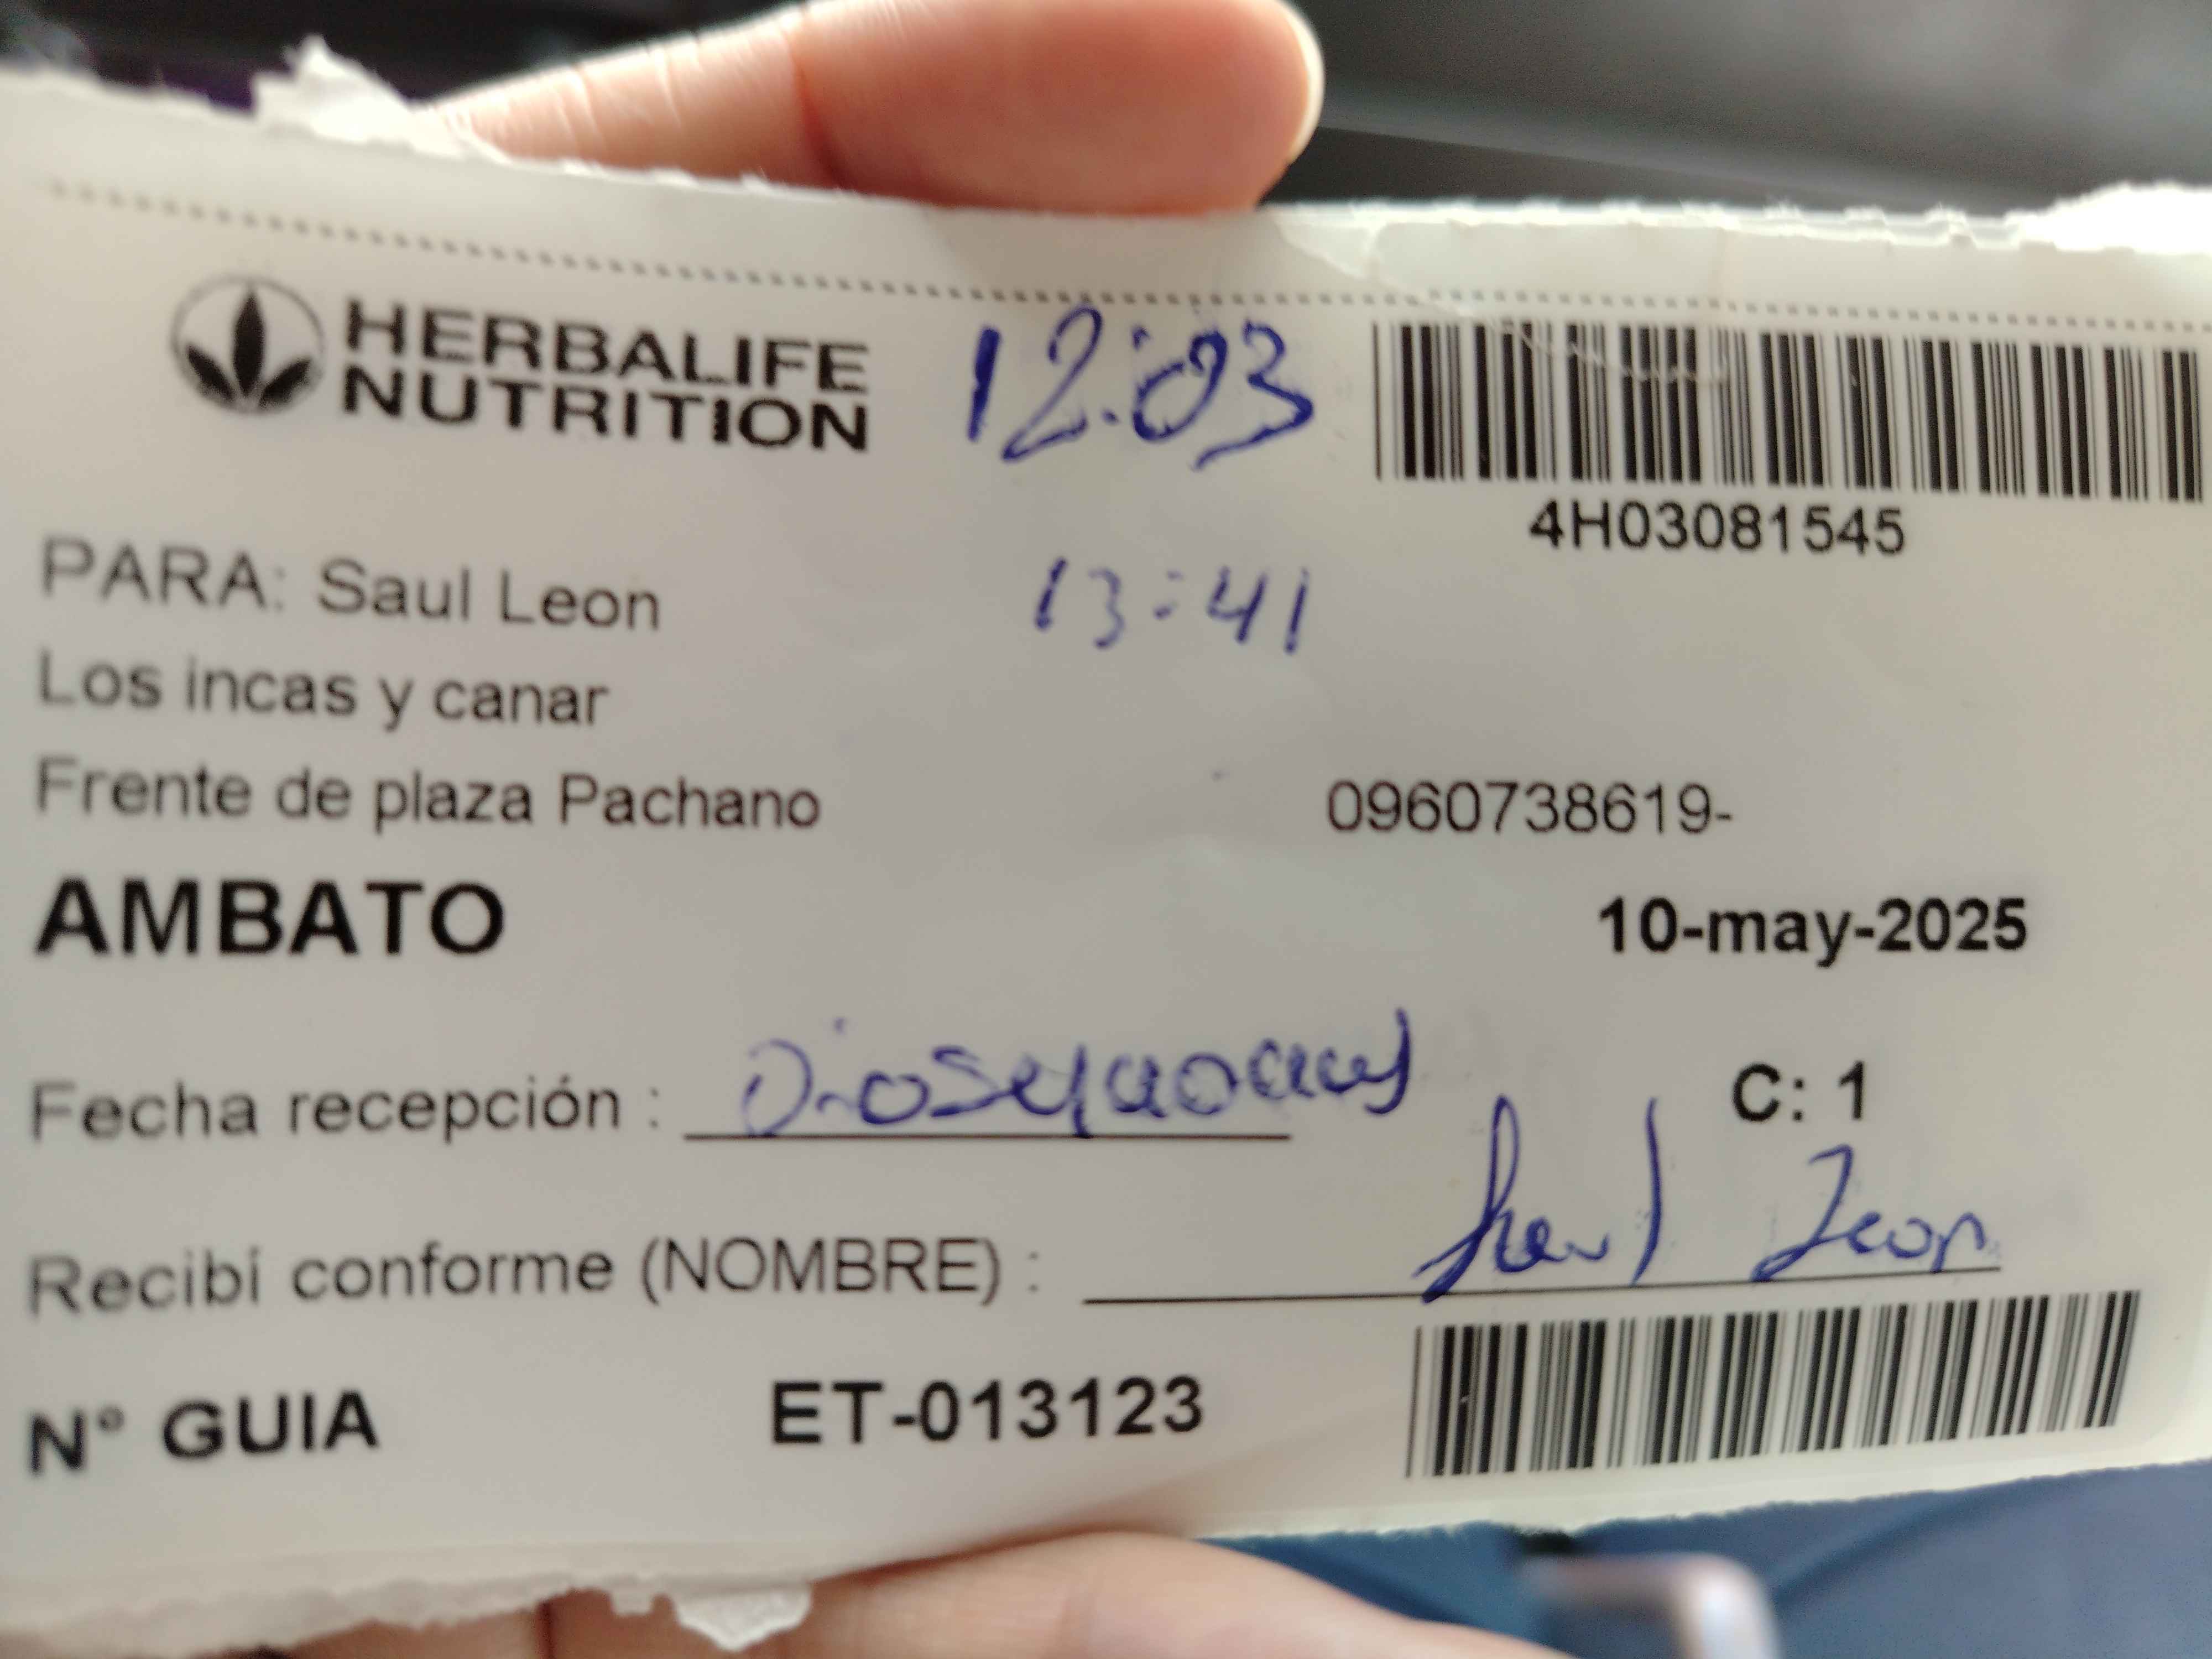 HERBALIFE
NUTRITION
12:03
4H03081545
PARA: Saul Leon
13:41
Los incas y canar
Frente de plaza Pachano
0960738619-
AMBATO
10-may-2025
Fecha recepción :
C: 1
Recibí conforme (NOMBRE) : Saul Leon
N° GUIA ET-013123